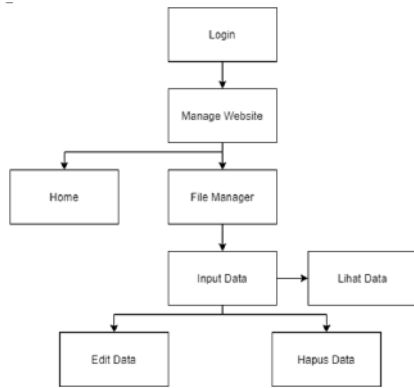 Login
Manage Website
Home
File Manager
Input Data
Lihat Data
Edit Data
Hapus Data